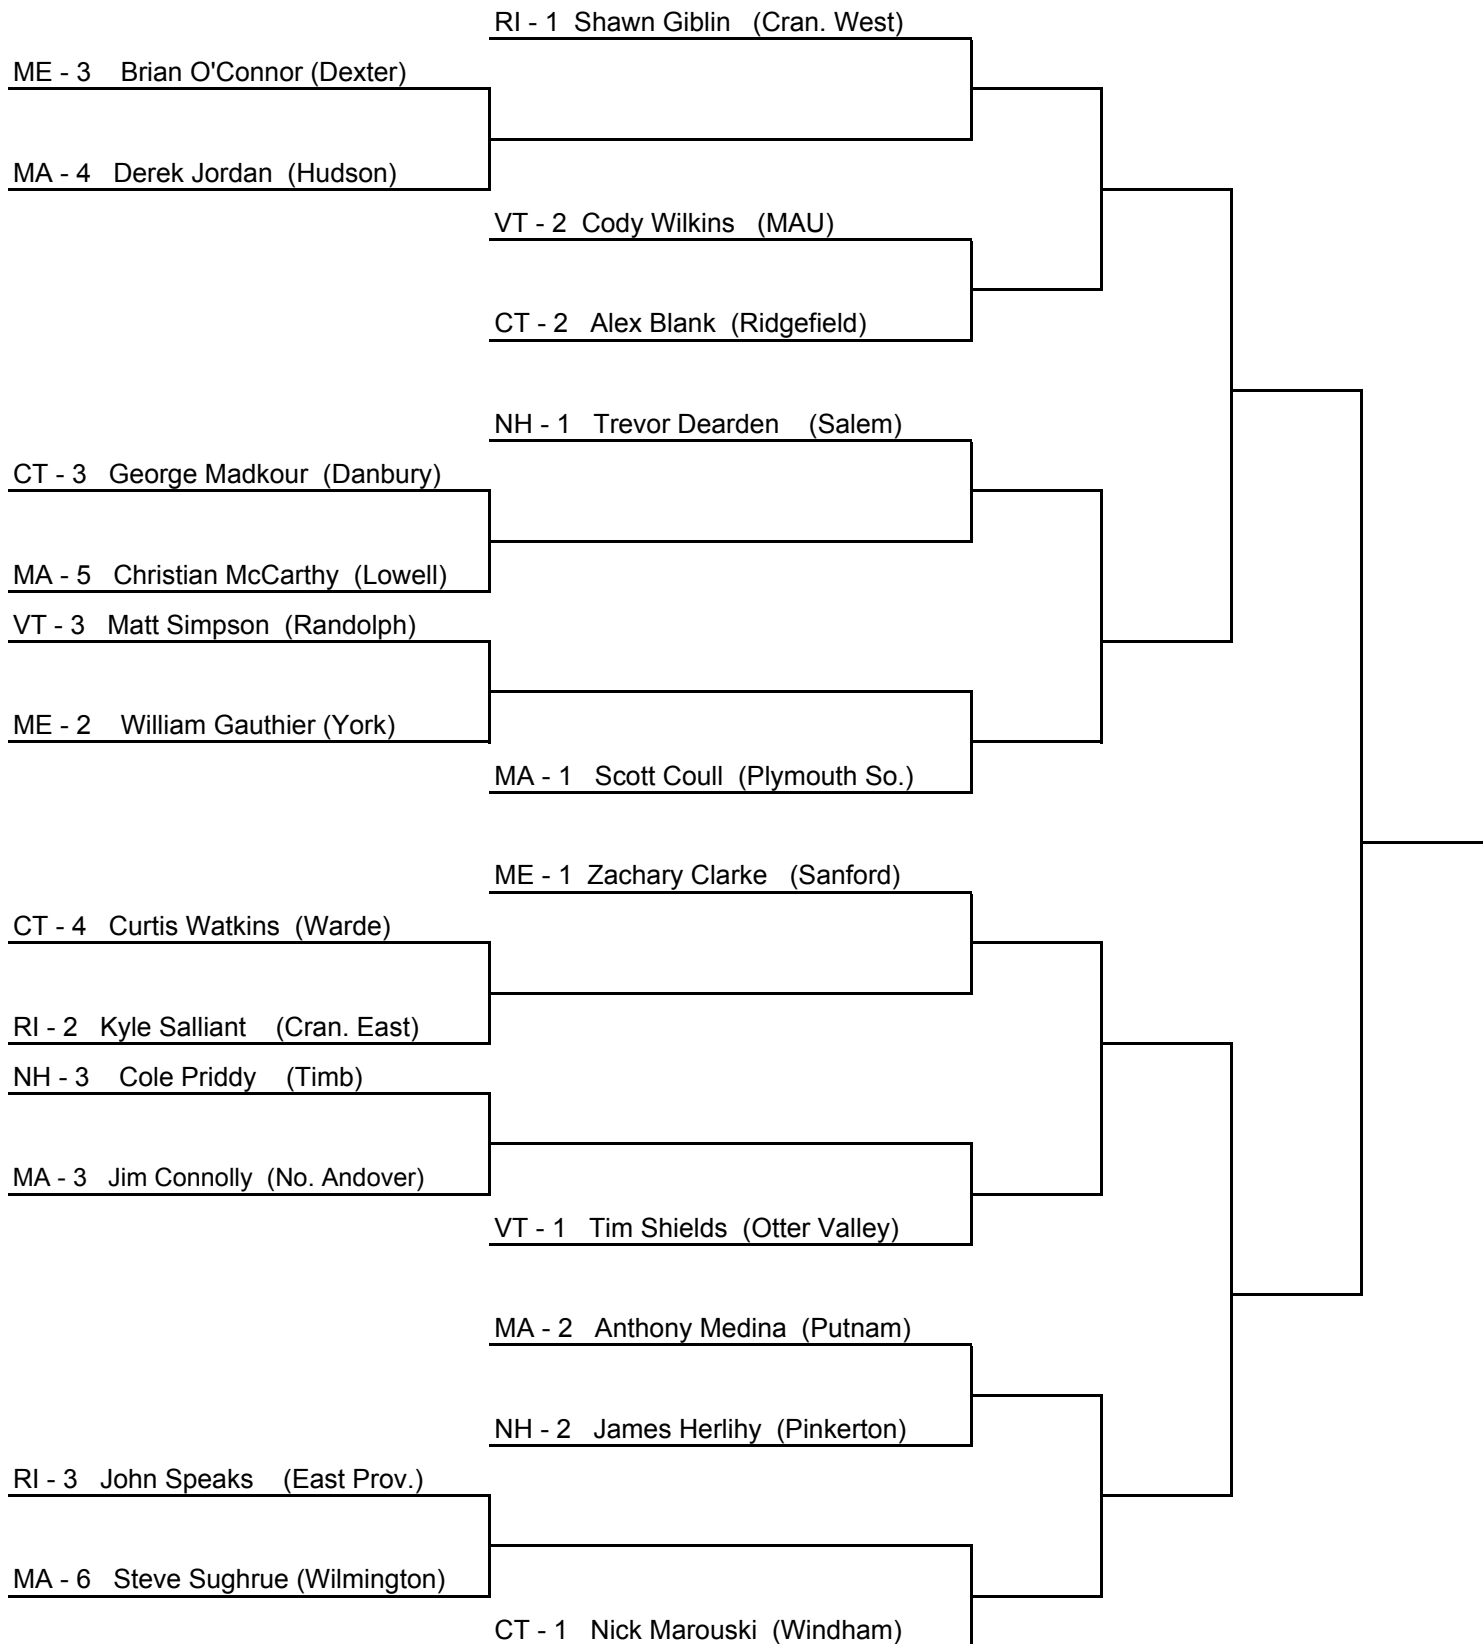 RI - 1 Shawn Giblin (Cran. West)
ME - 3 Brian O'Connor (Dexter)
MA - 4 Derek Jordan (Hudson)
VT - 2 Cody Wilkins (MAU)
CT - 2 Alex Blank (Ridgefield)
NH - 1 Trevor Dearden (Salem)
CT - 3 George Madkour (Danbury)
MA - 5 Christian McCarthy (Lowell)
VT - 3 Matt Simpson (Randolph)
ME - 2 William Gauthier (York)
MA - 1 Scott Coull (Plymouth So.)
ME - 1 Zachary Clarke (Sanford)
CT - 4 Curtis Watkins (Warde)
RI - 2 Kyle Salliant (Cran. East)
NH - 3 Cole Priddy (Timb)
MA - 3 Jim Connolly (No. Andover)
VT - 1 Tim Shields (Otter Valley)
MA - 2 Anthony Medina (Putnam)
NH - 2 James Herlihy (Pinkerton)
RI - 3 John Speaks (East Prov.)
MA - 6 Steve Sughrue (Wilmington)
CT - 1 Nick Marouski (Windham)